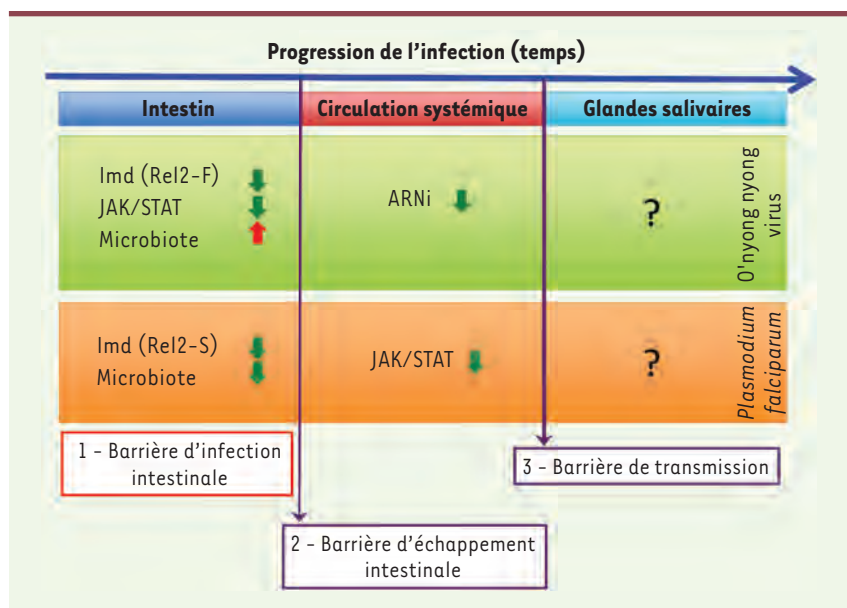 Progression de l’infection (temps)
Intestin
Circulation systémique
Glandes salivaires
Imd (Rel2-F)
JAK/STAT
Microbiote
ARNi
?
O'nyong nyong
virus
Imd (Rel2-S)
Microbiote
JAK/STAT
?
Plasmodium
falciparum
1 - Barrière d’infection
intestinale
3 - Barrière de transmission
2 - Barrière d’échappement
intestinale